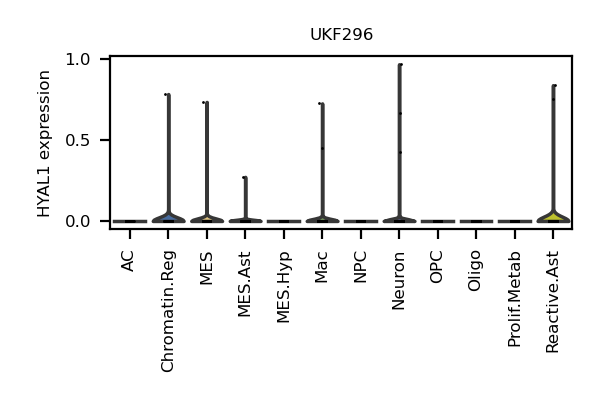 UKF296
HYAL1 expression
1.0
0.5
0.0
AC
Chromatin.Reg
MES
MES.Ast
MES.Hyp
Mac
NPC
Neuron
OPC
Oligo
Prolif.Metab
Reactive.Ast